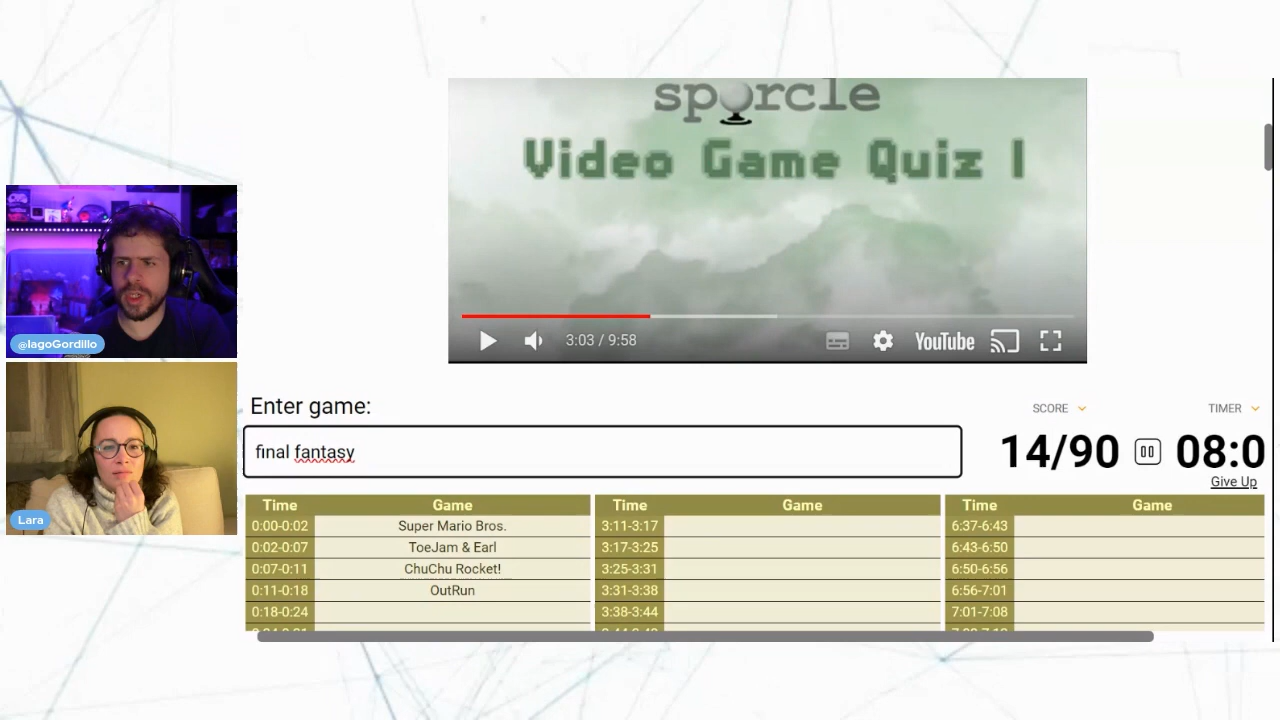 sporcle
Video Game Quiz 1
3:03 / 9:58
YouTube
@IagoGordillo
Lara
Enter game:
SCORE
TIMER
final fantasy
14/90
08:0
Give Up
Time Game Time Game Time Game
0:00-0:02 Super Mario Bros. 3:11-3:17 6:37-6:43
0:02-0:07 ToeJam & Earl 3:17-3:25 6:43-6:50
0:07-0:11 ChuChu Rocket! 3:25-3:31 6:50-6:56
0:11-0:18 OutRun 3:31-3:38 6:56-7:01
0:18-0:24 3:38-3:44 7:01-7:08